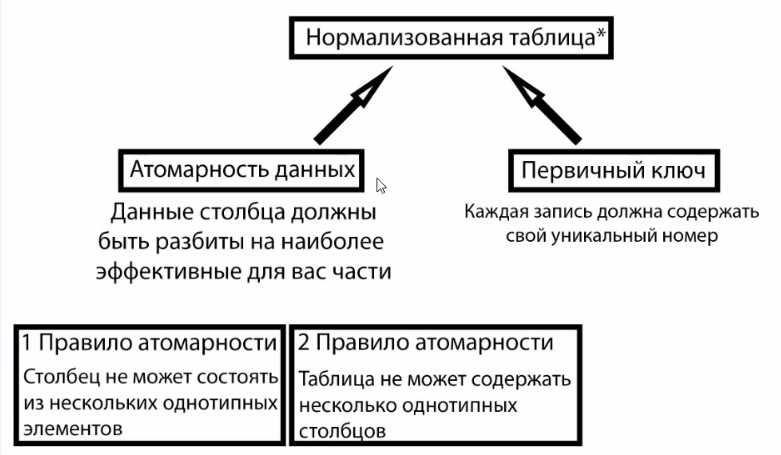 Нормализованная таблица*
Атомарность данных
Первичный ключ
Данные столбца должны
быть разбиты на наиболее
эффективные для вас части
Каждая запись должна содержать
свой уникальный номер
1 Правило атомарности
Столбец не может состоять
из нескольких однотипных
элементов
2 Правило атомарности
Таблица не может содержать
несколько однотипных
столбцов